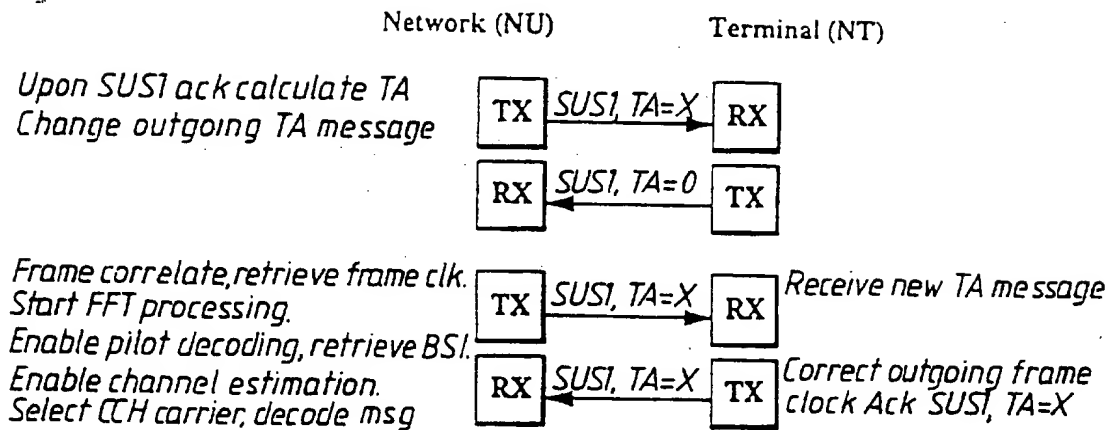 Network (NU) Terminal (NT)
Upon SUS1 ack calculate TA
Change outgoing TA message
TX SUS1, TA=X RX
RX SUS1, TA=0 TX
Frame correlate, retrieve frame clk.
Start FFT processing.
TX SUS1, TA=X RX
Receive new TA message
Enable pilot decoding, retrieve BSI.
Enable channel estimation.
Select CCH carrier, decode msg
RX SUS1, TA=X TX
Correct outgoing frame
clock Ack SUS1, TA=X